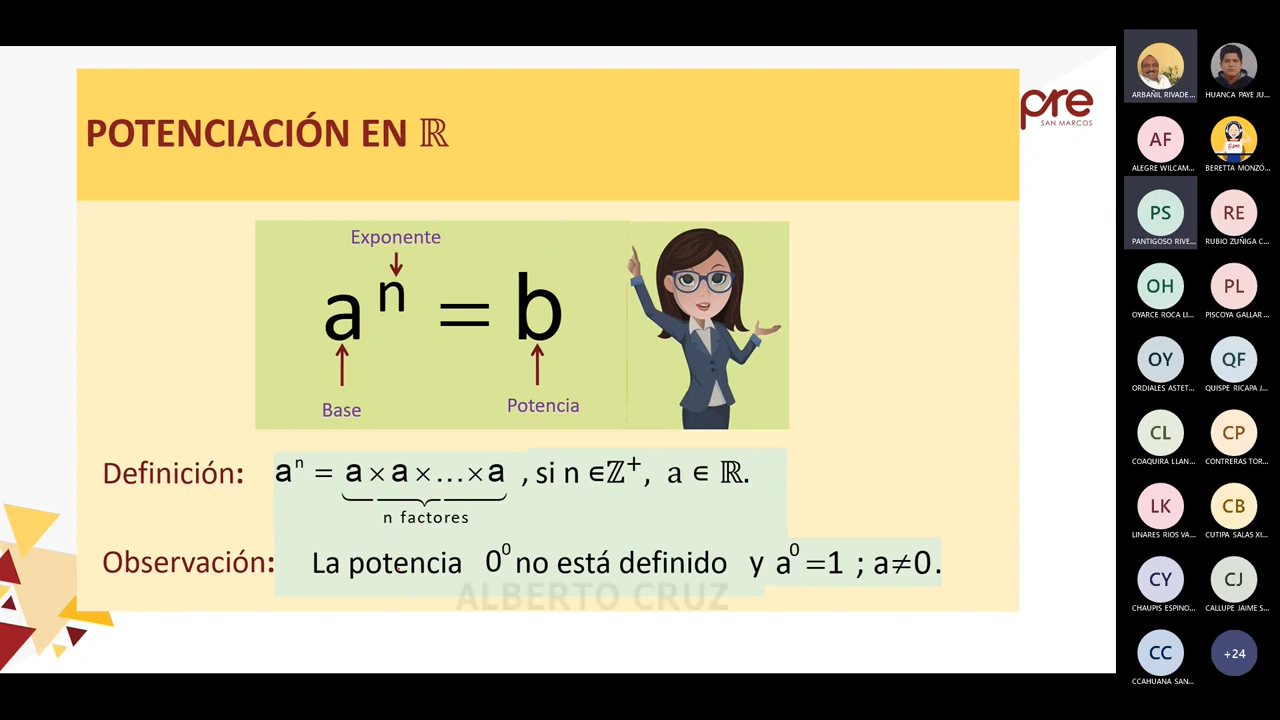 POTENCIACIÓN EN ℝ
pre
SAN MARCOS
Exponente
aⁿ = b
Base
Potencia
Definición: aⁿ = a × a × ... × a , si n ∈ ℤ⁺, a ∈ ℝ.
n factores
Observación: La potencia 0⁰ no está definido y a⁰ = 1 ; a ≠ 0.
ALBERTO CRUZ
ARBAÑIL RIVADE...
HUANCA PAYE JU...
AF
ALEGRE WILCAM...
BERETTA MONZÓ...
PS
PANTIGOSO RIVE...
RE
RUBIO ZUÑIGA C...
OH
OYARCE ROCA LI...
PL
PISCOYA GALLAR...
OY
ORDIALES ASTET...
QF
QUISPE RICAPA J...
CL
COAQUIRA LLAN...
CP
CONTRERAS TOR...
LK
LINARES RIOS VA...
CB
CUTIPA SALAS XI...
CY
CHAUPIS ESPINO...
CJ
CALLUPE JAIME S...
CC
CCAHUANA SAN...
+24